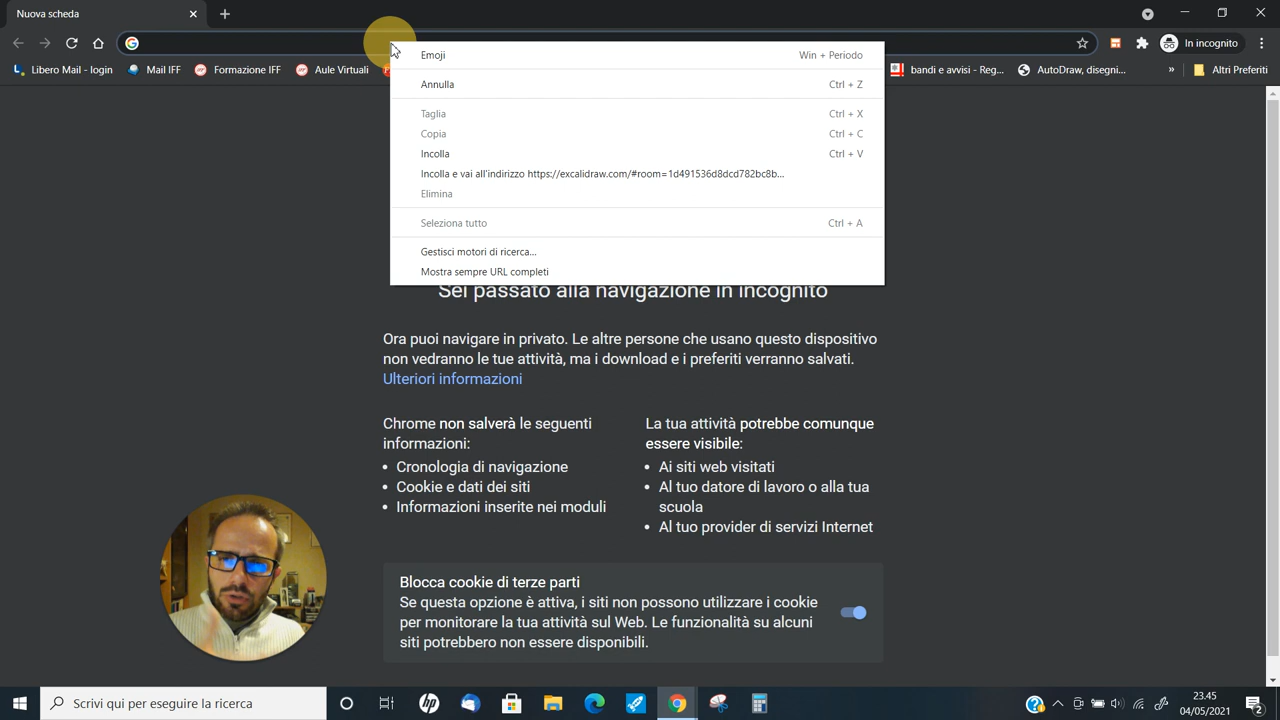 Nuova scheda
In incognito
Libero Mail - login
Formazione IFF
Aule Virtuali
bandi e avvisi - Reg...
AutoDraw, disegni...
»
Altri Preferiti
Emoji Win + Periodo
Annulla Ctrl + Z
Taglia Ctrl + X
Copia Ctrl + C
Incolla Ctrl + V
Incolla e vai all'indirizzo https://excalidraw.com/#room=1d491536d8dcd782bc8b...
Elimina
Seleziona tutto Ctrl + A
Gestisci motori di ricerca...
Mostra sempre URL completi
Sei passato alla navigazione in incognito
Ora puoi navigare in privato. Le altre persone che usano questo dispositivo
non vedranno le tue attività, ma i download e i preferiti verranno salvati.
Ulteriori informazioni
Chrome non salverà le seguenti
informazioni:
• Cronologia di navigazione
• Cookie e dati dei siti
• Informazioni inserite nei moduli
La tua attività potrebbe comunque
essere visibile:
• Ai siti web visitati
• Al tuo datore di lavoro o alla tua
scuola
• Al tuo provider di servizi Internet
Blocca cookie di terze parti
Se questa opzione è attiva, i siti non possono utilizzare i cookie
per monitorare la tua attività sul Web. Le funzionalità su alcuni
siti potrebbero non essere disponibili.
Scrivi qui per eseguire la ricerca
hp
23.45
04/05/2021
2